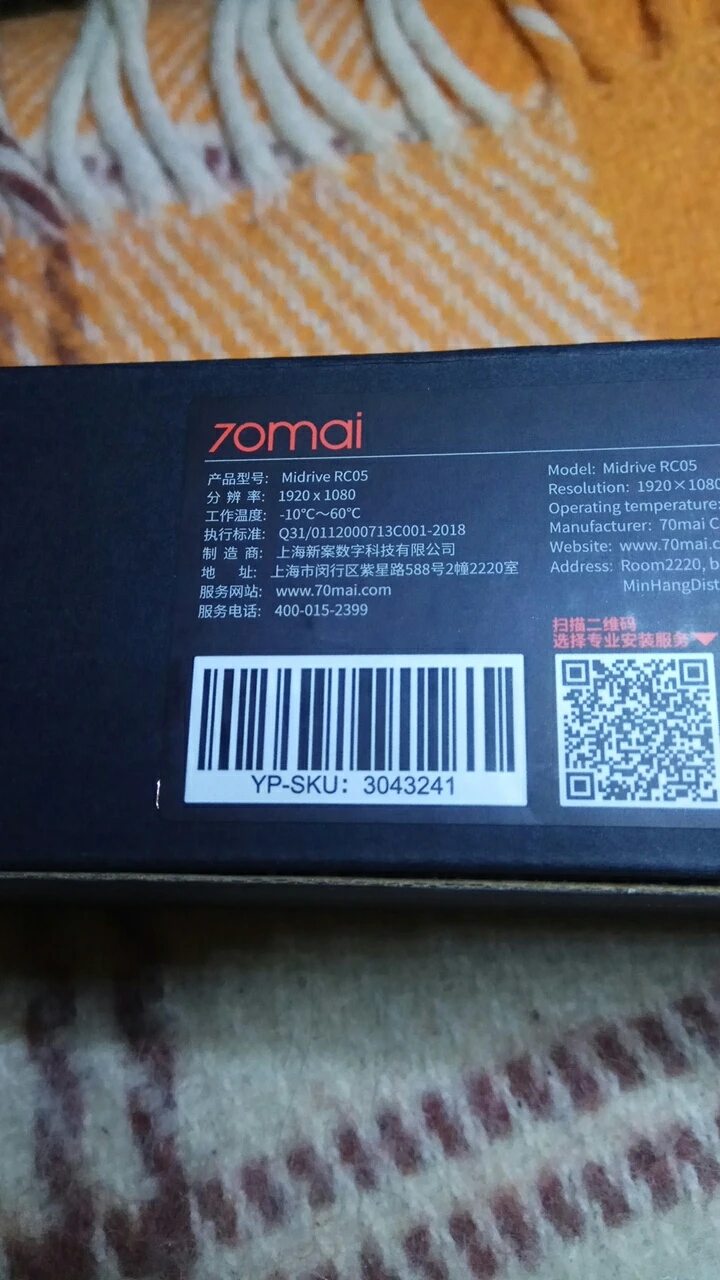 70mai
产品型号: Midrive RC05
分 辨 率: 1920 x 1080
工作温度: -10℃～60℃
执行标准: Q31/0112000713C001-2018
制 造 商: 上海新案数字科技有限公司
地 址: 上海市闵行区紫星路588号2幢2220室
服务网站: www.70mai.com
服务电话: 400-015-2399
Model: Midrive RC05
Resolution: 1920×1080
Operating temperature:
Manufacturer: 70mai C
Website: www.70mai.c
Address: Room2220, b
MinHangDist
扫描二维码
选择专业安装服务
YP-SKU: 3043241